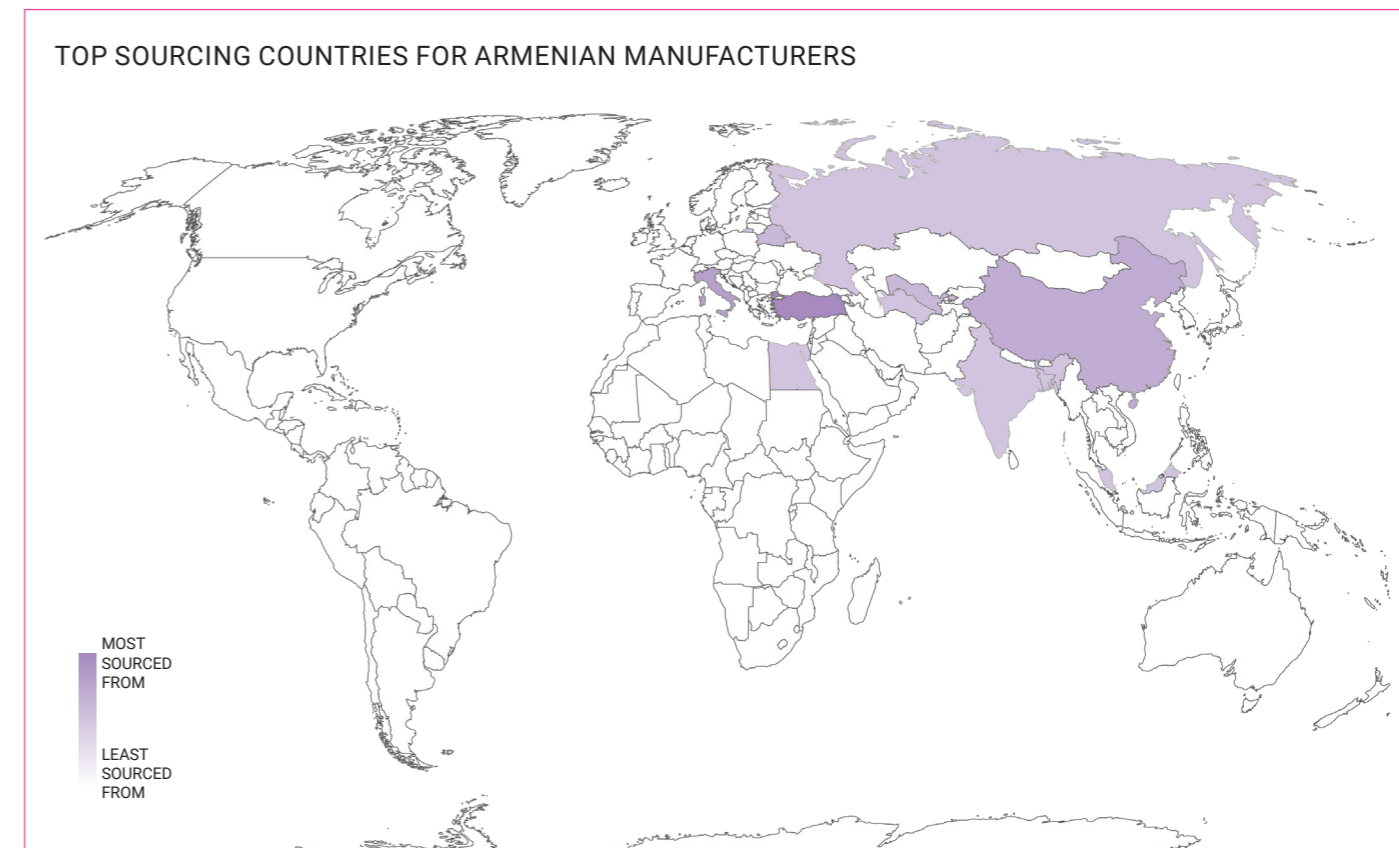 TOP SOURCING COUNTRIES FOR ARMENIAN MANUFACTURERS
MOST
SOURCED
FROM
LEAST
SOURCED
FROM